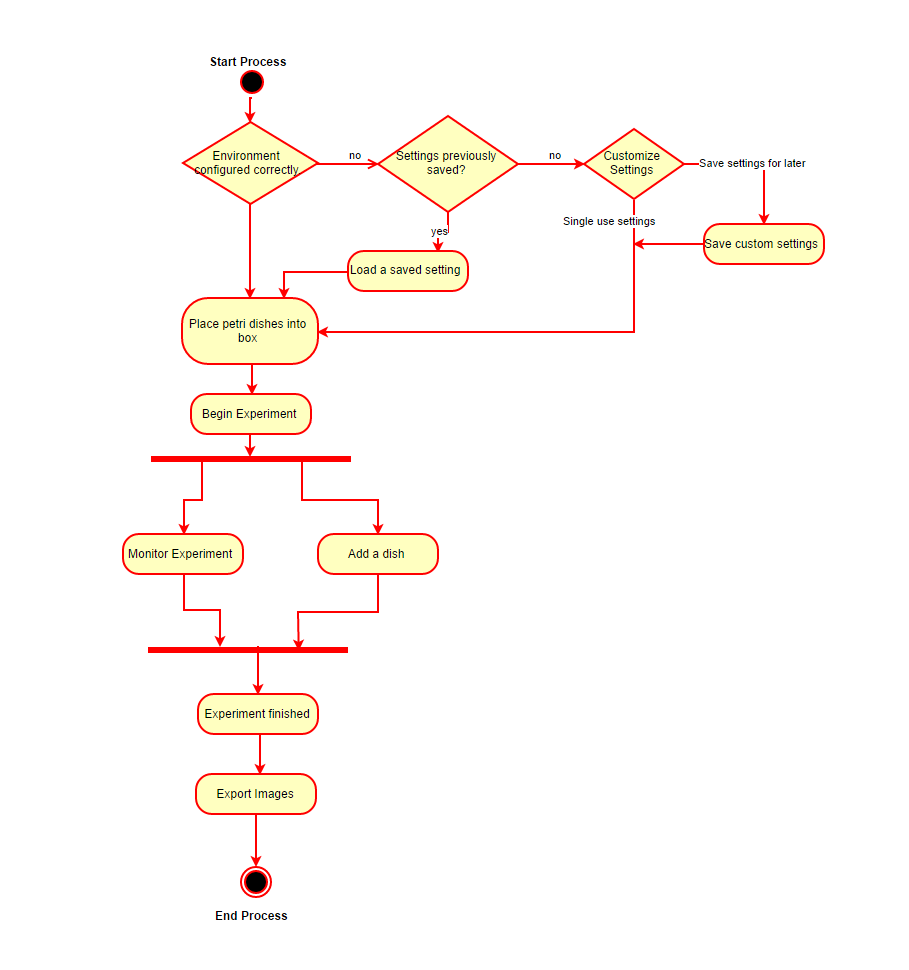 Start Process
Environment
configured correctly
no
Settings previously
saved?
no
Customize
Settings
Save settings for later
Single use settings
yes
Save custom settings
Load a saved setting
Place petri dishes into
box
Begin Experiment
Monitor Experiment
Add a dish
Experiment finished
Export Images
End Process